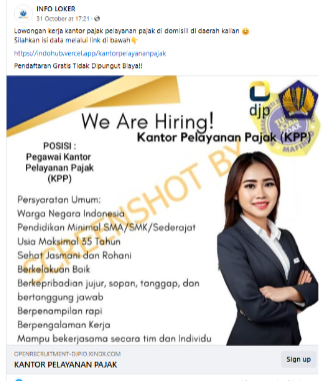 INFO LOKER
31 October at 17:21
Lowongan kerja kantor pajak pelayanan pajak di domisili di daerah kalian
Silahkan isi data melalui link di bawah
https://indohub.vercel.app/kantorpelayananpajak
Pendaftaran Gratis Tidak Dipungut Biaya!!
djp
We Are Hiring!
Kantor Pelayanan Pajak (KPP)
POSISI :
Pegawai Kantor
Pelayanan Pajak
(KPP)
SCREENSHOT BY
Persyaratan Umum:
Warga Negara Indonesia
Pendidikan Minimal SMA/SMK/Sederajat
Usia Maksimal 35 Tahun
Sehat Jasmani dan Rohani
Berkelakuan Baik
Berkepribadian jujur, sopan, tanggap, dan
bertanggung jawab
Berpenampilan rapi
Berpengalaman Kerja
Mampu bekerjasama secara tim dan Individu
KANTOR PELAYANAN PAJAK
Sign up